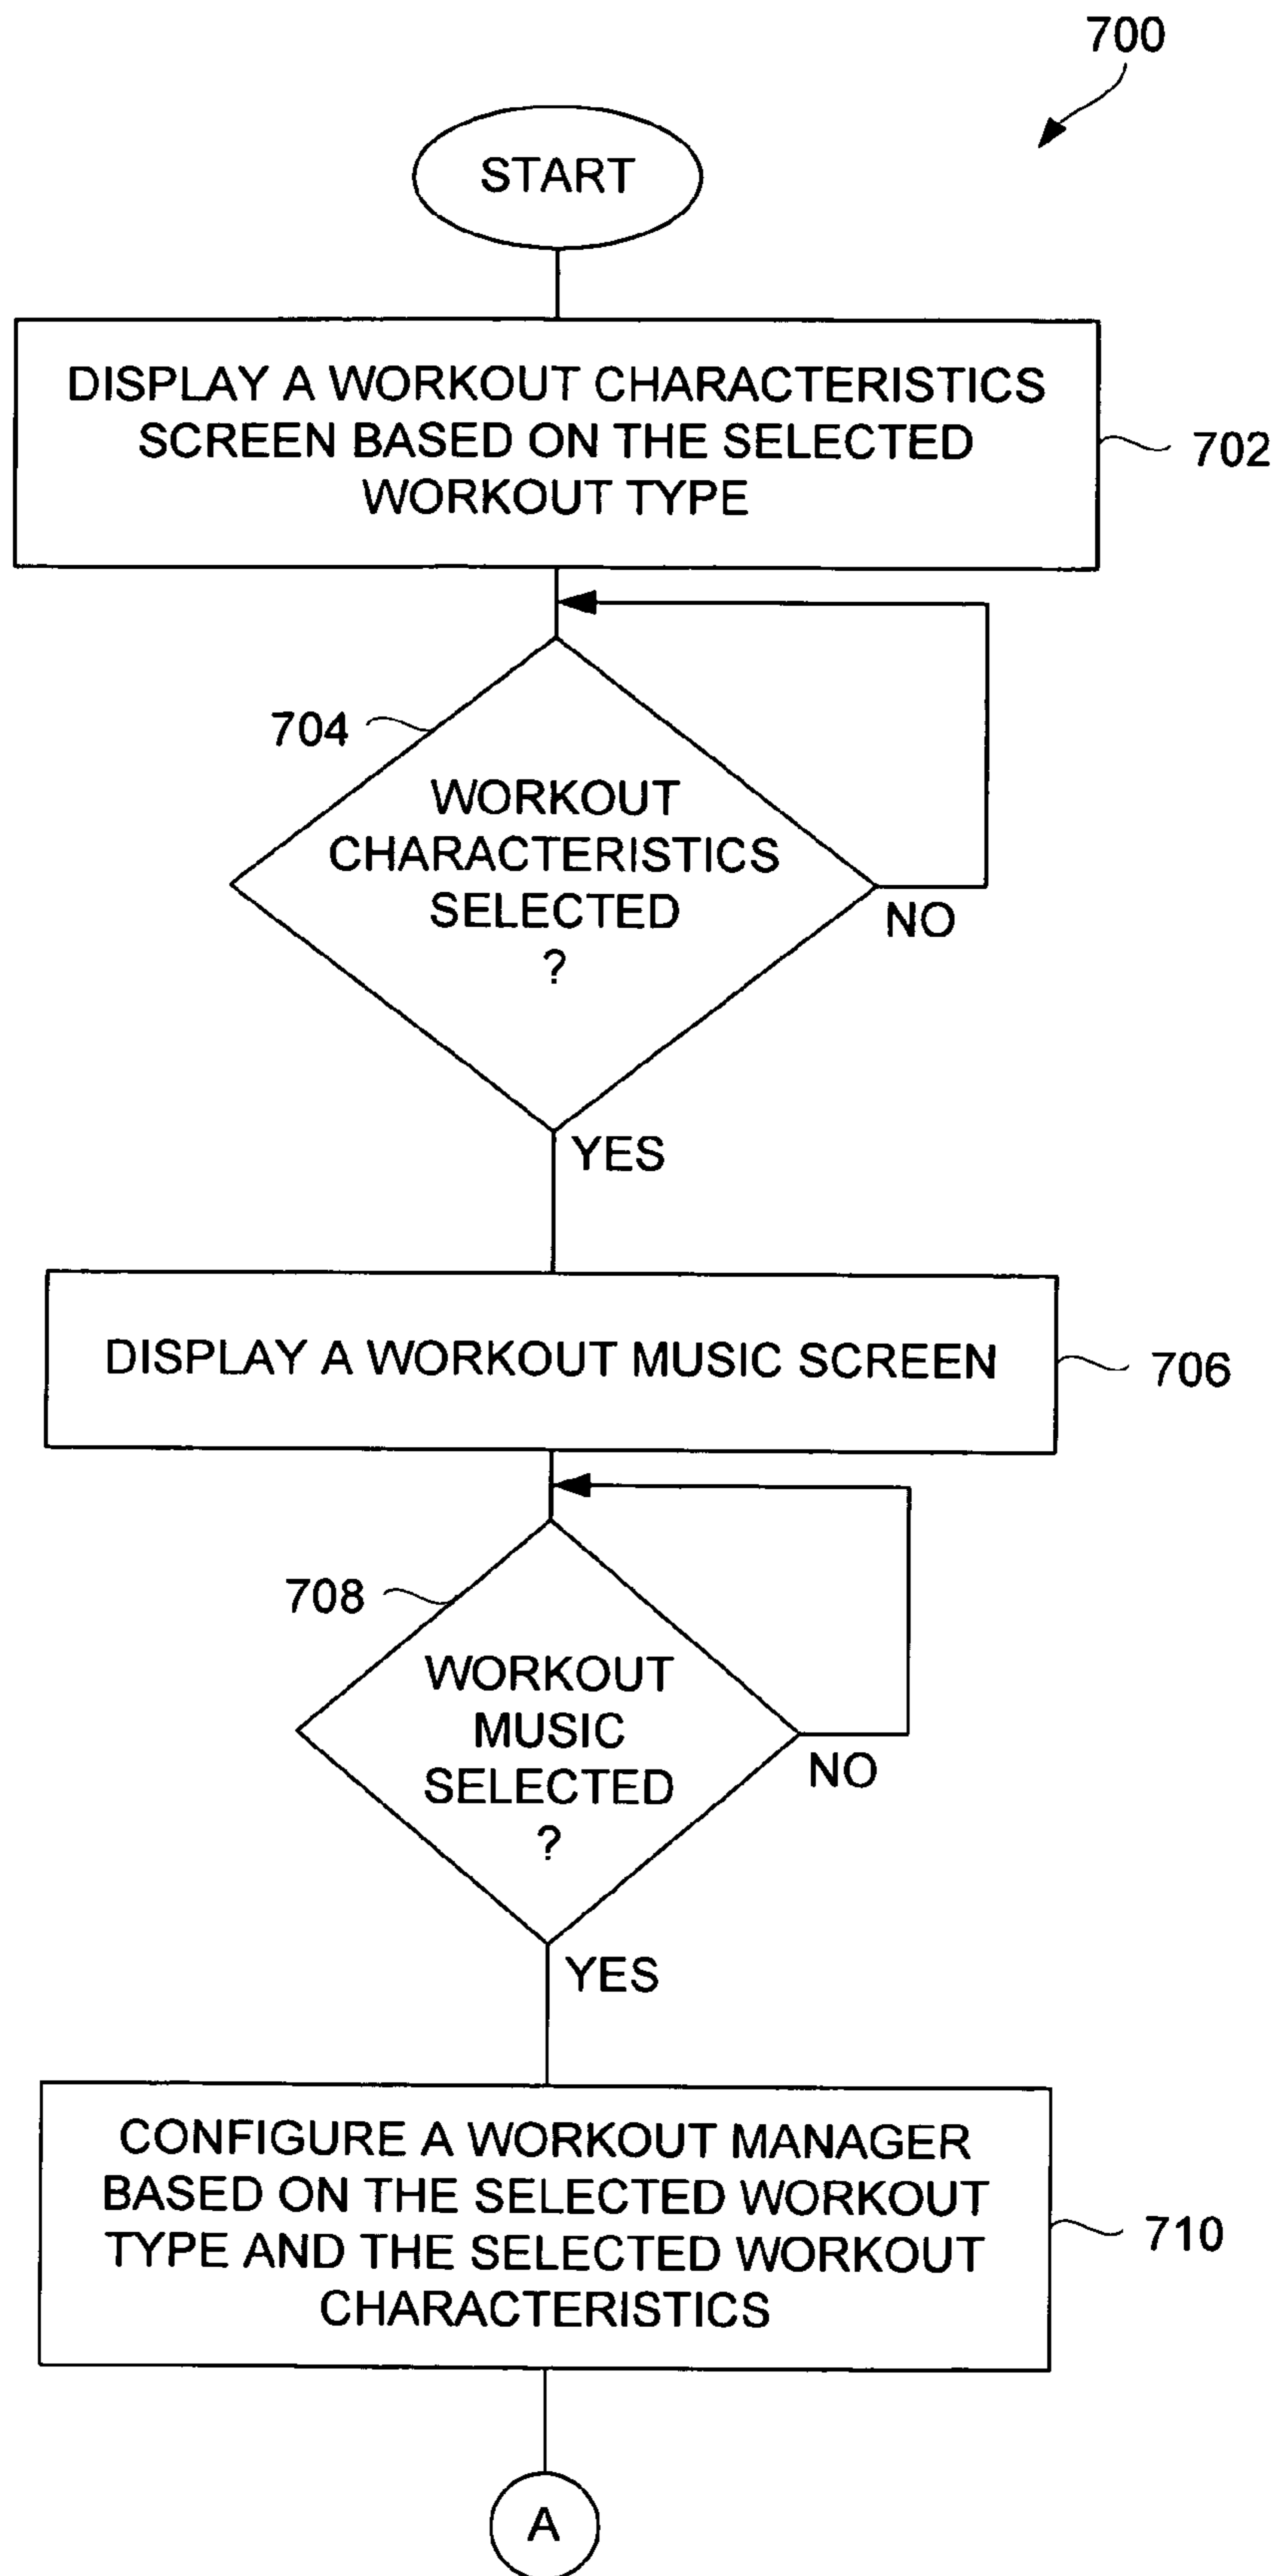 700
START
DISPLAY A WORKOUT CHARACTERISTICS
SCREEN BASED ON THE SELECTED
WORKOUT TYPE
702
704
WORKOUT
CHARACTERISTICS
SELECTED
?
NO
YES
DISPLAY A WORKOUT MUSIC SCREEN
706
708
WORKOUT
MUSIC
SELECTED
?
NO
YES
CONFIGURE A WORKOUT MANAGER
BASED ON THE SELECTED WORKOUT
TYPE AND THE SELECTED WORKOUT
CHARACTERISTICS
710
A